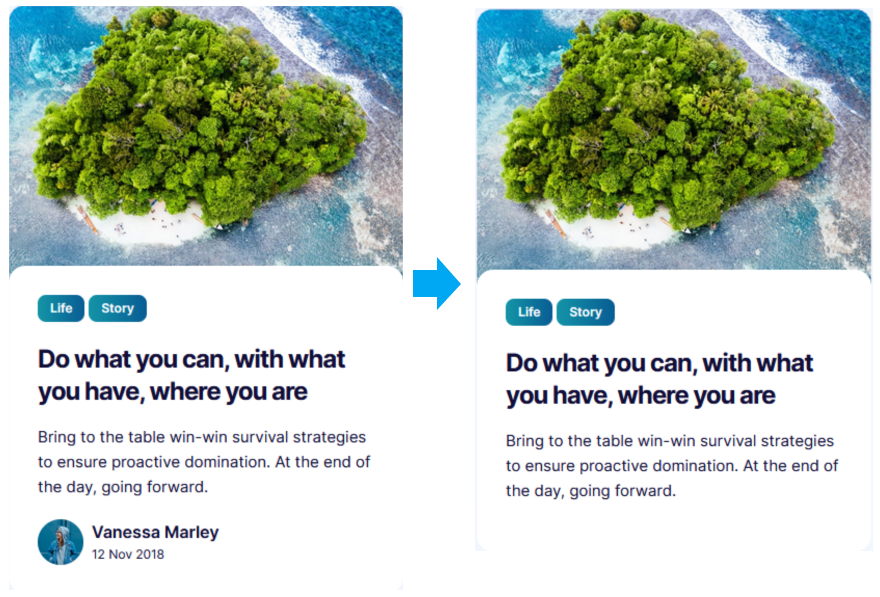 Life
Story
Do what you can, with what
you have, where you are
Bring to the table win-win survival strategies
to ensure proactive domination. At the end of
the day, going forward.
Vanessa Marley
12 Nov 2018
Life
Story
Do what you can, with what
you have, where you are
Bring to the table win-win survival strategies
to ensure proactive domination. At the end of
the day, going forward.